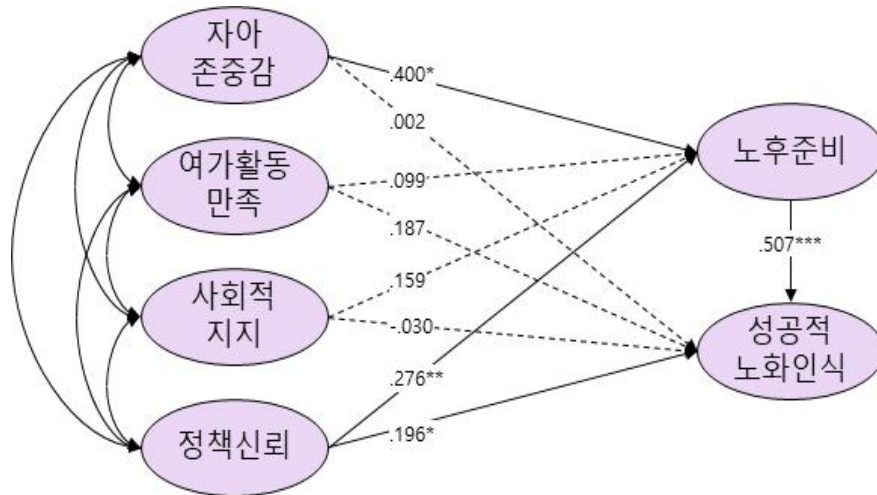 자아
존중감
.400*
.002
여가활동
만족
.099
.187
노후준비
.507***
사회적
지지
.159
-.030
성공적
노화인식
정책신뢰
.276**
.196*